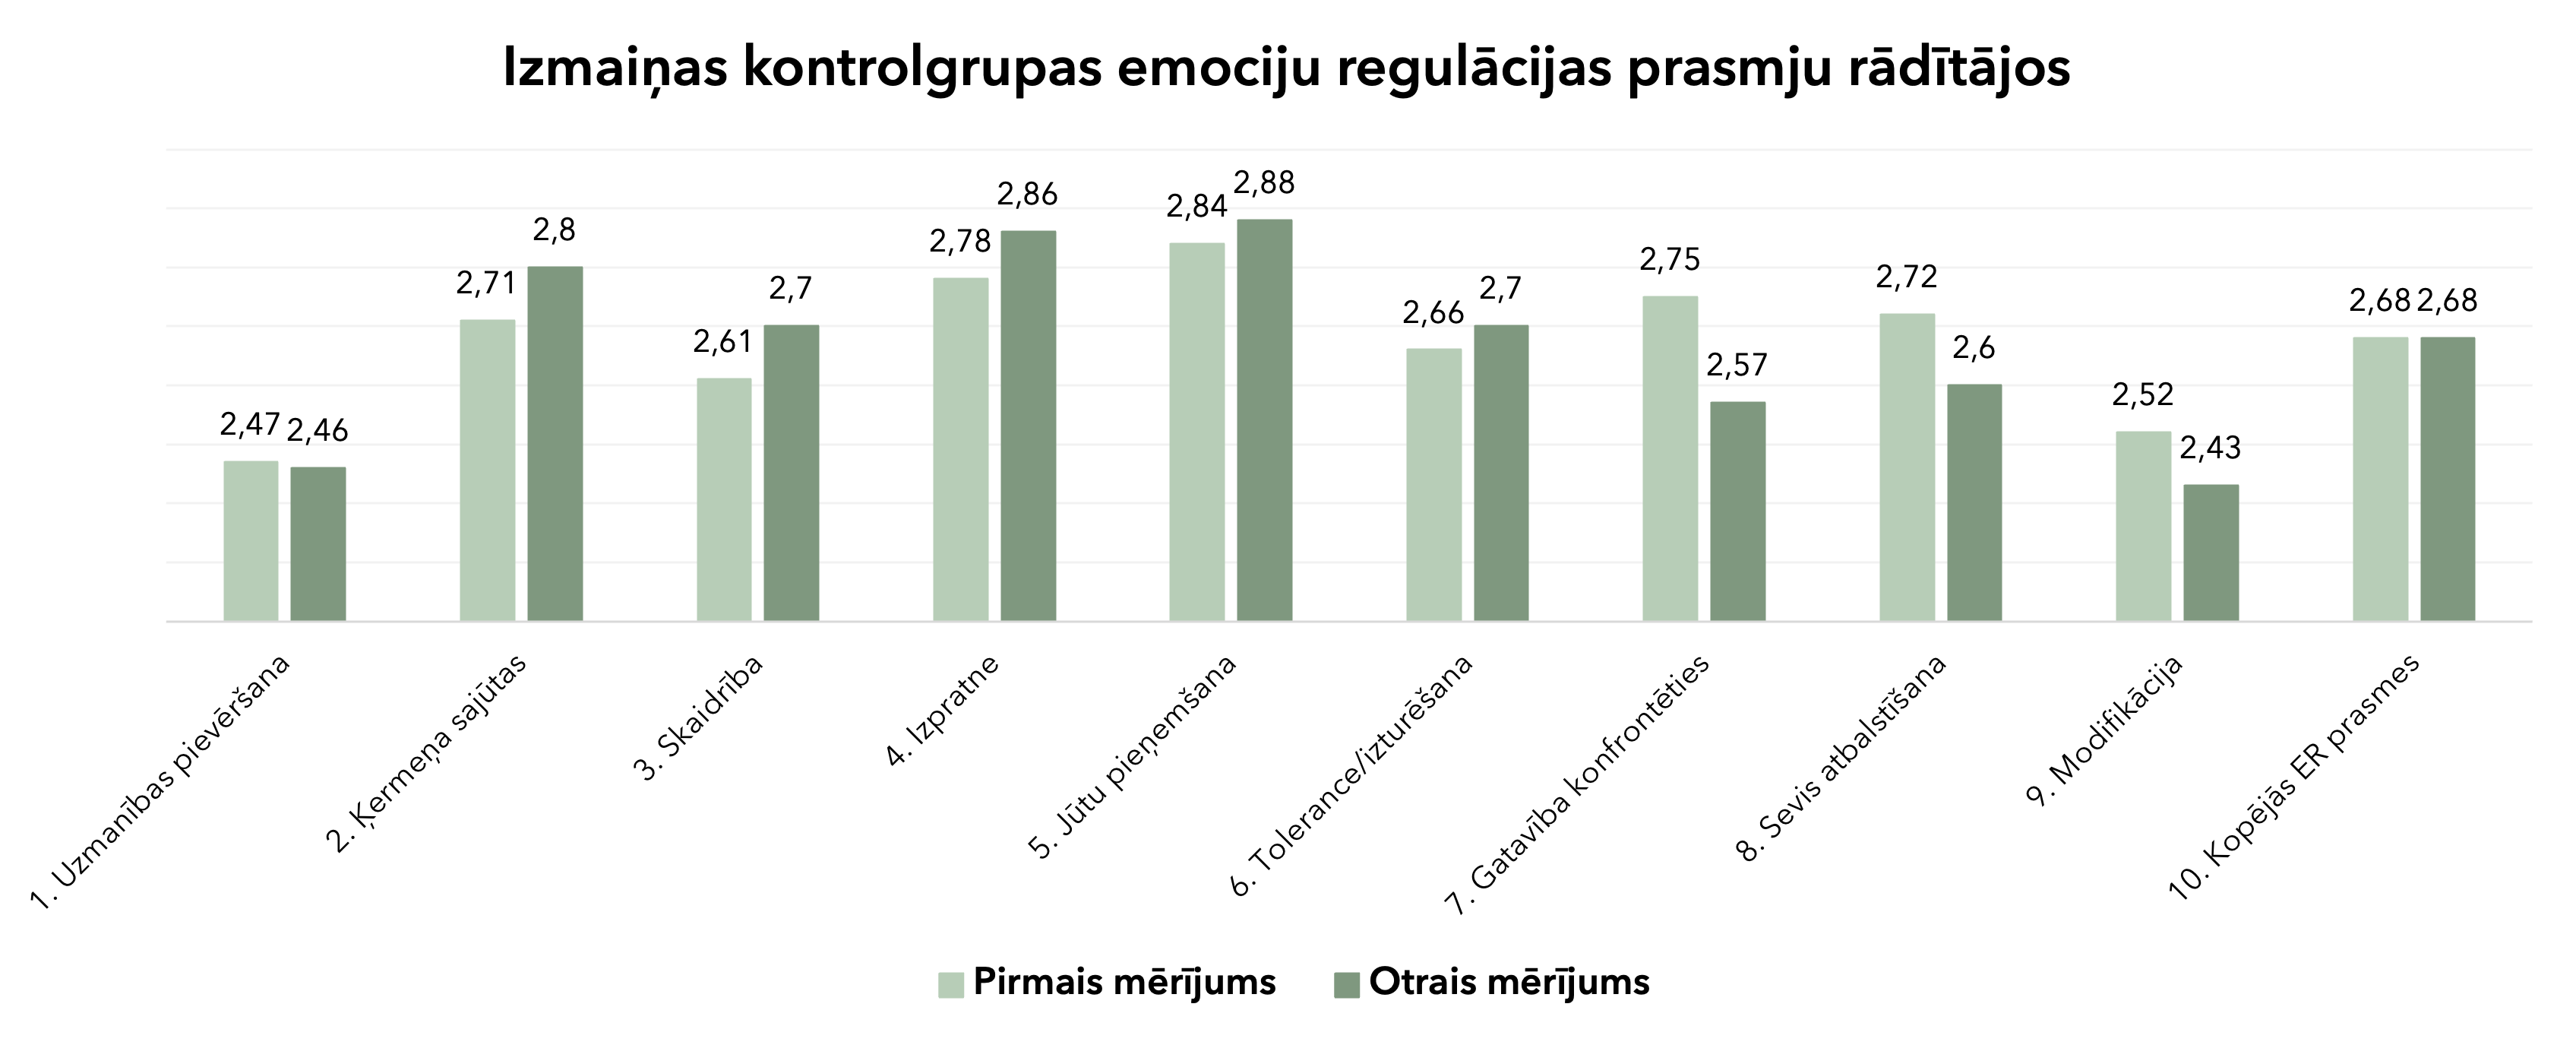 Izmaiņas kontrolgrupas emociju regulācijas prasmju rādītājos
2,47 2,46
2,71 2,8
2,61 2,7
2,78 2,86
2,84 2,88
2,66 2,7
2,75 2,57
2,72 2,6
2,52 2,43
2,68 2,68
1. Uzmanības pievēršana
2. Ķermeņa sajūtas
3. Skaidrība
4. Izpratne
5. Jūtu pieņemšana
6. Tolerance/izturēšana
7. Gatavība konfrontēties
8. Sevis atbalstīšana
9. Modifikācija
10. Kopējās ER prasmes
Pirmais mērījums Otrais mērījums